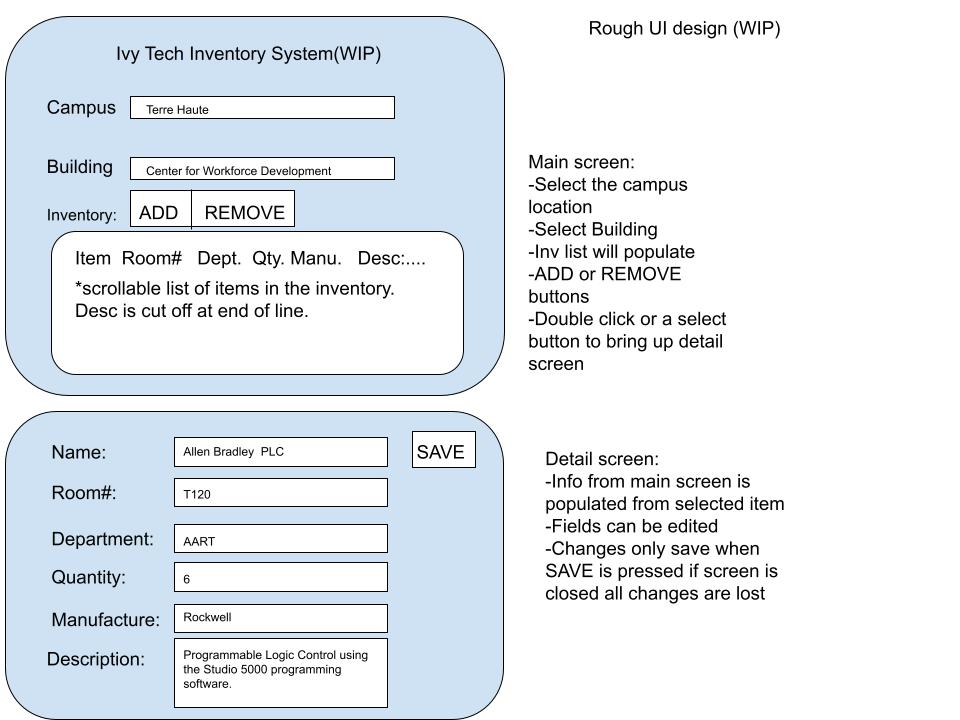 Rough UI design (WIP)
Ivy Tech Inventory System(WIP)
Campus
Terre Haute
Building
Center for Workforce Development
Inventory:
ADD
REMOVE
Item Room# Dept. Qty. Manu. Desc:....
*scrollable list of items in the inventory.
Desc is cut off at end of line.
Main screen:
-Select the campus
location
-Select Building
-Inv list will populate
-ADD or REMOVE
buttons
-Double click or a select
button to bring up detail
screen
Name:
Allen Bradley PLC
SAVE
Room#:
T120
Department:
AART
Quantity:
6
Manufacture:
Rockwell
Description:
Programmable Logic Control using
the Studio 5000 programming
software.
Detail screen:
-Info from main screen is
populated from selected item
-Fields can be edited
-Changes only save when
SAVE is pressed if screen is
closed all changes are lost